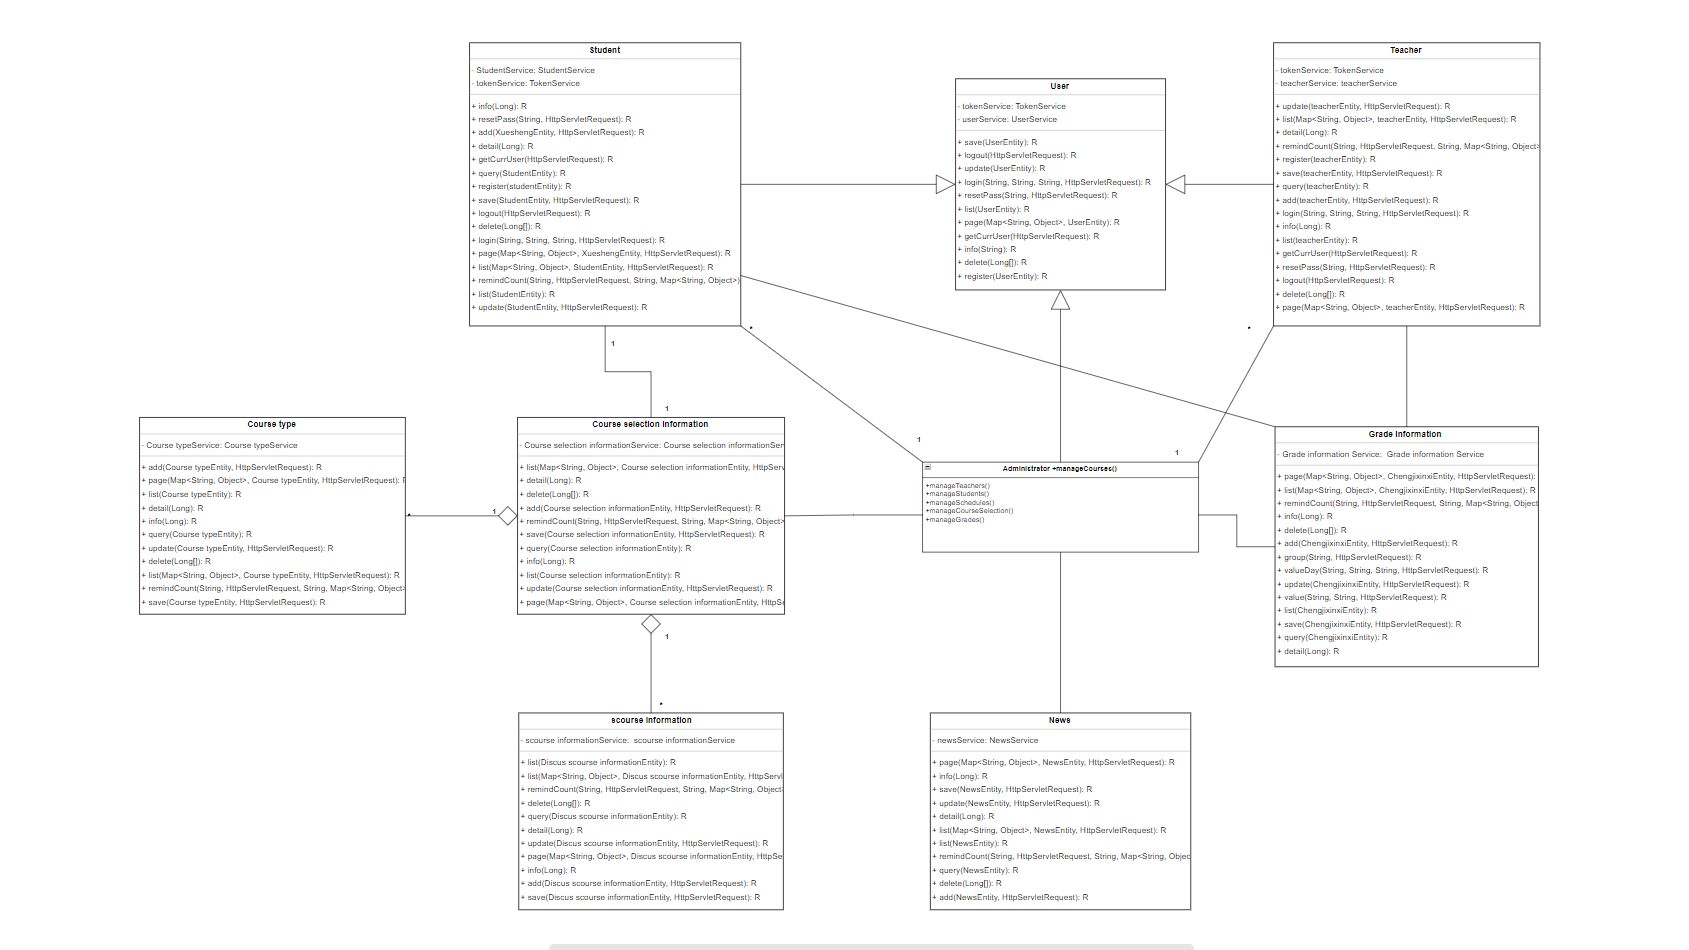 Student
- StudentService: StudentService
- tokenService: TokenService
+ info(Long): R
+ resetPass(String, HttpServletRequest): R
+ add(XueshengEntity, HttpServletRequest): R
+ detail(Long): R
+ getCurrUser(HttpServletRequest): R
+ query(StudentEntity): R
+ register(studentEntity): R
+ save(StudentEntity, HttpServletRequest): R
+ logout(HttpServletRequest): R
+ delete(Long[]): R
+ login(String, String, String, HttpServletRequest): R
+ page(Map<String, Object>, XueshengEntity, HttpServletRequest): R
+ list(Map<String, Object>, StudentEntity, HttpServletRequest): R
+ remindCount(String, HttpServletRequest, String, Map<String, Object>)
+ list(StudentEntity): R
+ update(StudentEntity, HttpServletRequest): R
User
- tokenService: TokenService
- userService: UserService
+ save(UserEntity): R
+ logout(HttpServletRequest): R
+ update(UserEntity): R
+ login(String, String, String, HttpServletRequest): R
+ resetPass(String, HttpServletRequest): R
+ list(UserEntity): R
+ page(Map<String, Object>, UserEntity): R
+ getCurrUser(HttpServletRequest): R
+ info(String): R
+ delete(Long[]): R
+ register(UserEntity): R
Teacher
- tokenService: TokenService
- teacherService: teacherService
+ update(teacherEntity, HttpServletRequest): R
+ list(Map<String, Object>, teacherEntity, HttpServletRequest): R
+ detail(Long): R
+ remindCount(String, HttpServletRequest, String, Map<String, Object>
+ register(teacherEntity): R
+ save(teacherEntity, HttpServletRequest): R
+ query(teacherEntity): R
+ add(teacherEntity, HttpServletRequest): R
+ login(String, String, String, HttpServletRequest): R
+ info(Long): R
+ list(teacherEntity): R
+ getCurrUser(HttpServletRequest): R
+ resetPass(String, HttpServletRequest): R
+ logout(HttpServletRequest): R
+ delete(Long[]): R
+ page(Map<String, Object>, teacherEntity, HttpServletRequest): R
*
*
1
1
1
1
Course type
- Course typeService: Course typeService
+ add(Course typeEntity, HttpServletRequest): R
+ page(Map<String, Object>, Course typeEntity, HttpServletRequest): R
+ list(Course typeEntity): R
+ detail(Long): R
+ info(Long): R
+ query(Course typeEntity): R
+ update(Course typeEntity, HttpServletRequest): R
+ delete(Long[]): R
+ list(Map<String, Object>, Course typeEntity, HttpServletRequest): R
+ remindCount(String, HttpServletRequest, String, Map<String, Object>
+ save(Course typeEntity, HttpServletRequest): R
*
1
Course selection information
- Course selection informationService: Course selection informationSer
+ list(Map<String, Object>, Course selection informationEntity, HttpServ
+ detail(Long): R
+ delete(Long[]): R
+ add(Course selection informationEntity, HttpServletRequest): R
+ remindCount(String, HttpServletRequest, String, Map<String, Object>
+ save(Course selection informationEntity, HttpServletRequest): R
+ query(Course selection informationEntity): R
+ info(Long): R
+ list(Course selection informationEntity): R
+ update(Course selection informationEntity, HttpServletRequest): R
+ page(Map<String, Object>, Course selection informationEntity, HttpSe
Administrator +manageCourses()
+manageTeachers()
+manageStudents()
+manageSchedules()
+manageCourseSelection()
+manageGrades()
Grade information
- Grade information Service: Grade information Service
+ page(Map<String, Object>, ChengjixinxiEntity, HttpServletRequest):
+ list(Map<String, Object>, ChengjixinxiEntity, HttpServletRequest): R
+ remindCount(String, HttpServletRequest, String, Map<String, Object
+ info(Long): R
+ delete(Long[]): R
+ add(ChengjixinxiEntity, HttpServletRequest): R
+ group(String, HttpServletRequest): R
+ valueDay(String, String, String, HttpServletRequest): R
+ update(ChengjixinxiEntity, HttpServletRequest): R
+ value(String, String, HttpServletRequest): R
+ list(ChengjixinxiEntity): R
+ save(ChengjixinxiEntity, HttpServletRequest): R
+ query(ChengjixinxiEntity): R
+ detail(Long): R
1
*
scourse information
- scourse informationService: scourse informationService
+ list(Discus scourse informationEntity): R
+ list(Map<String, Object>, Discus scourse informationEntity, HttpServl
+ remindCount(String, HttpServletRequest, String, Map<String, Object
+ delete(Long[]): R
+ query(Discus scourse informationEntity): R
+ detail(Long): R
+ update(Discus scourse informationEntity, HttpServletRequest): R
+ page(Map<String, Object>, Discus scourse informationEntity, HttpSe
+ info(Long): R
+ add(Discus scourse informationEntity, HttpServletRequest): R
+ save(Discus scourse informationEntity, HttpServletRequest): R
News
- newsService: NewsService
+ page(Map<String, Object>, NewsEntity, HttpServletRequest): R
+ info(Long): R
+ save(NewsEntity, HttpServletRequest): R
+ update(NewsEntity, HttpServletRequest): R
+ detail(Long): R
+ list(Map<String, Object>, NewsEntity, HttpServletRequest): R
+ list(NewsEntity): R
+ remindCount(String, HttpServletRequest, String, Map<String, Objec
+ query(NewsEntity): R
+ delete(Long[]): R
+ add(NewsEntity, HttpServletRequest): R